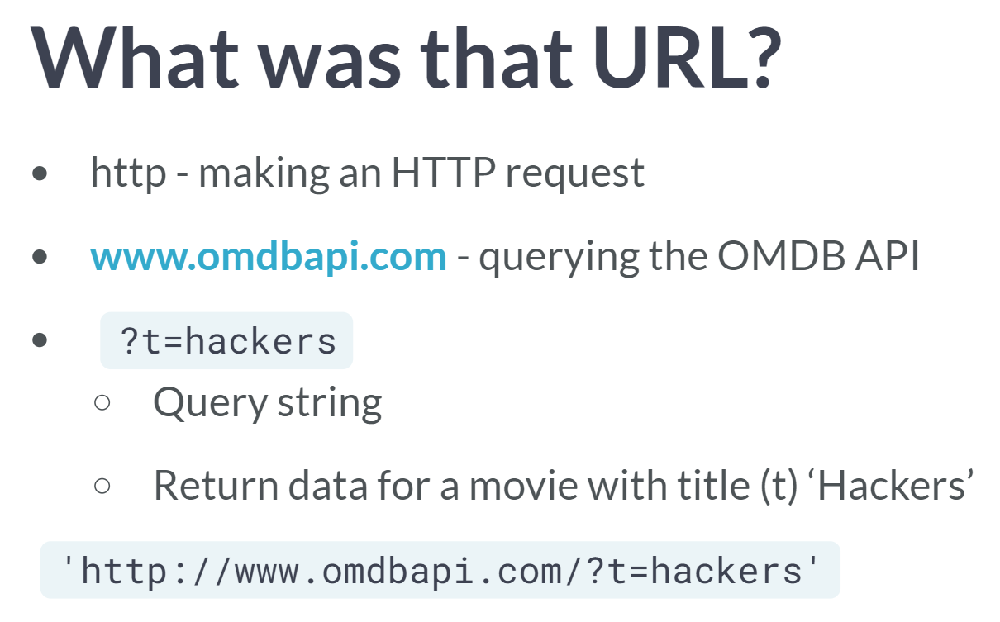 What was that URL?
• http - making an HTTP request
• www.omdbapi.com - querying the OMDB API
• ?t=hackers
○ Query string
○ Return data for a movie with title (t) ‘Hackers’
'http://www.omdbapi.com/?t=hackers'